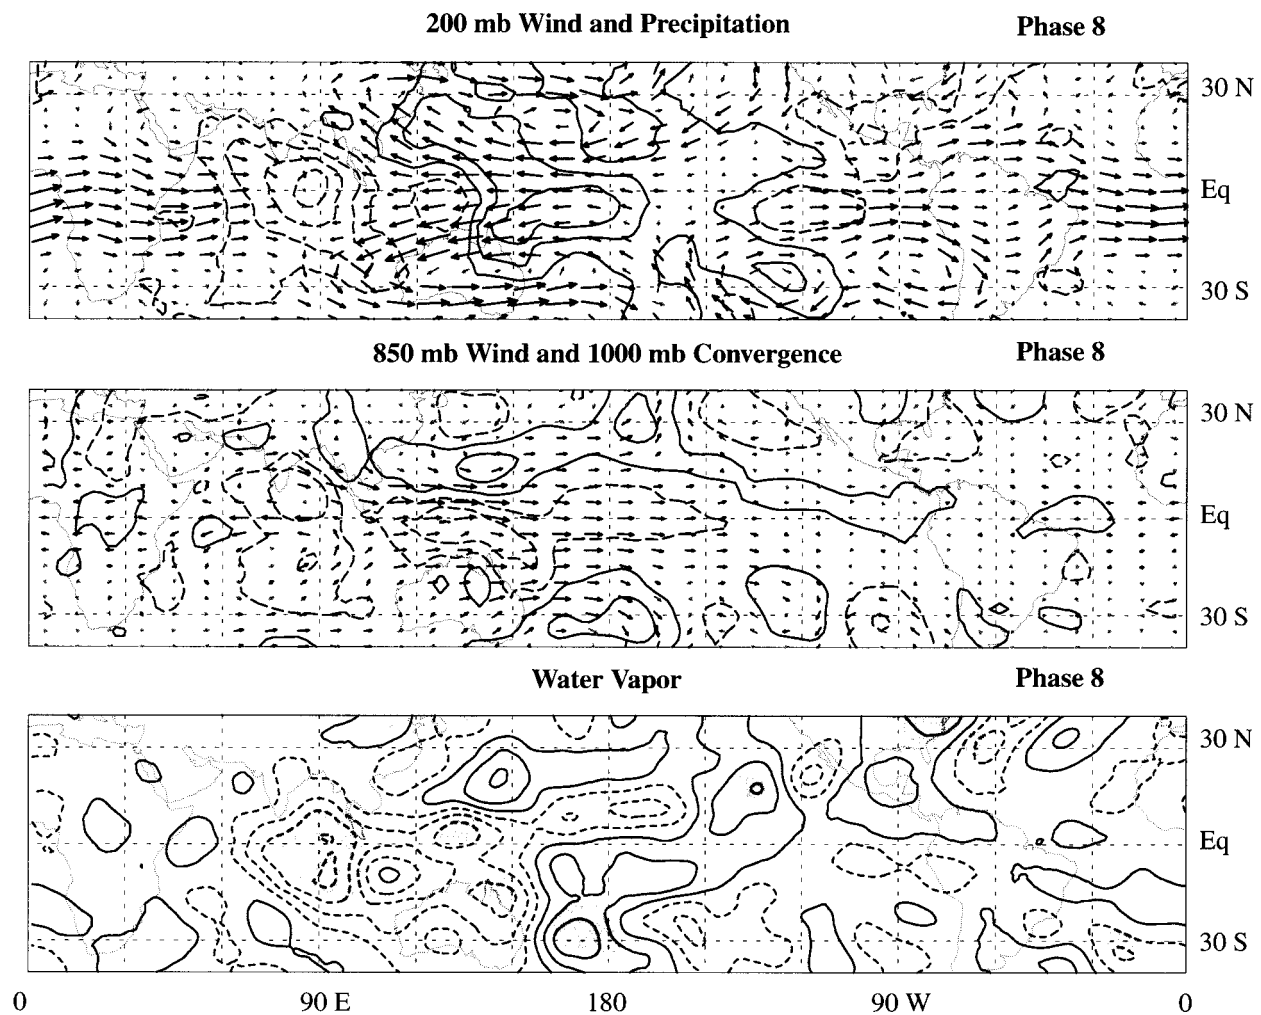 200 mb Wind and Precipitation Phase 8
30 N
Eq
30 S
850 mb Wind and 1000 mb Convergence Phase 8
30 N
Eq
30 S
Water Vapor Phase 8
30 N
Eq
30 S
0 90 E 180 90 W 0